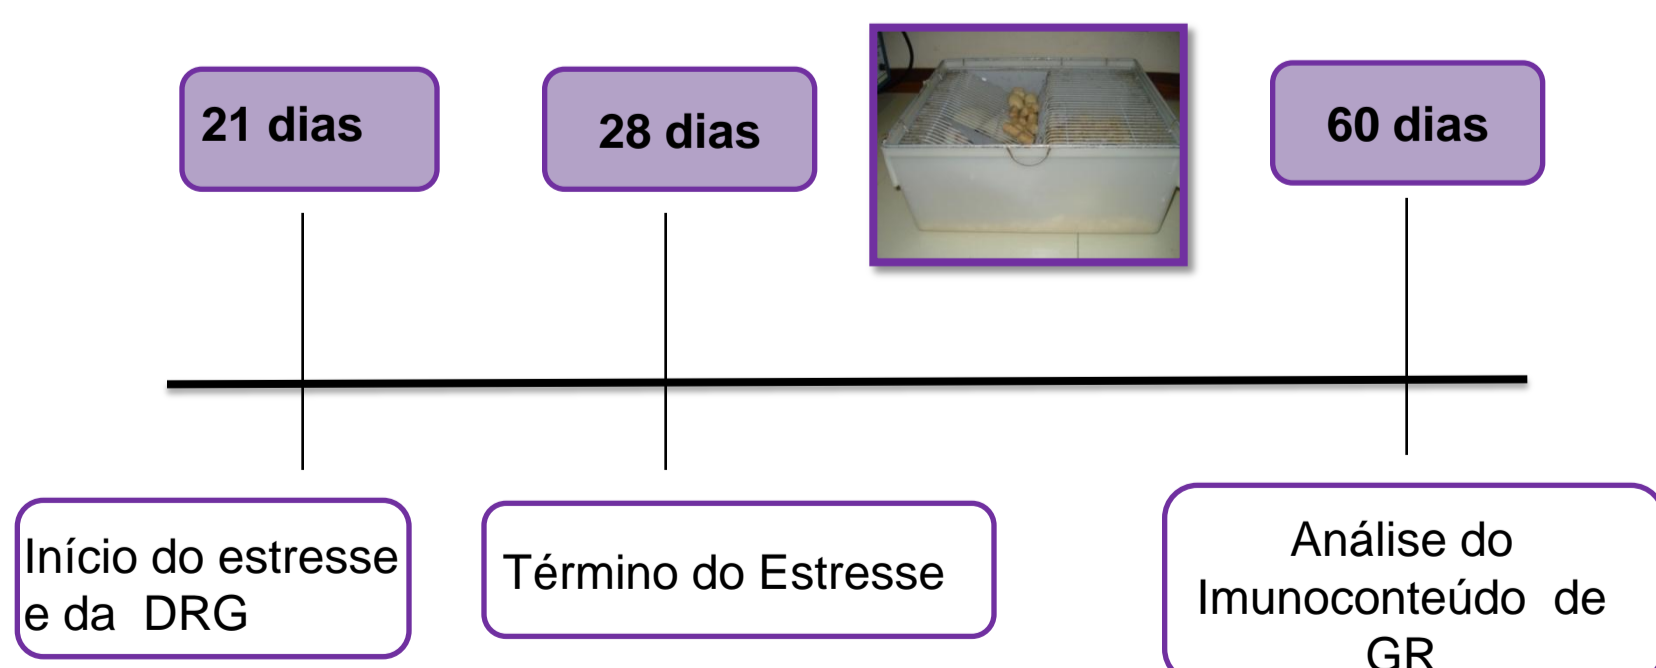 21 dias
28 dias
60 dias
Início do estresse
e da DRG
Término do Estresse
Análise do
Imunoconteúdo de
GR